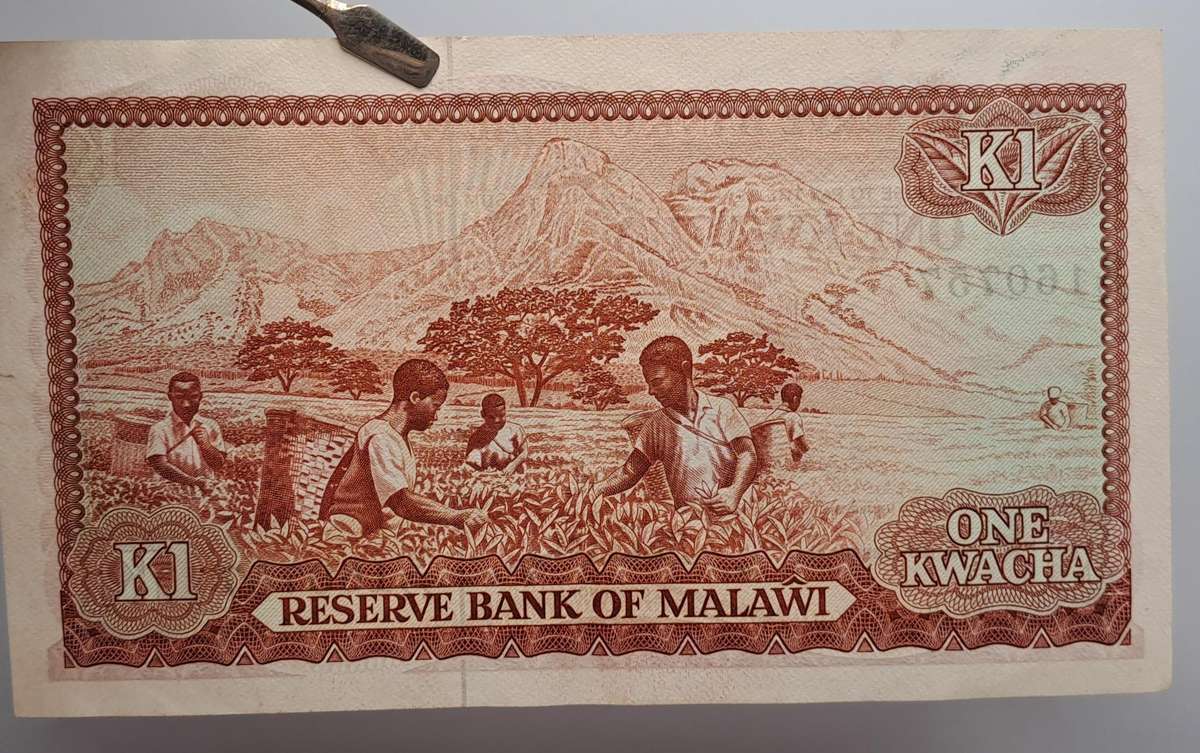 K1
K1
RESERVE BANK OF MALAŴI
ONE
KWACHA